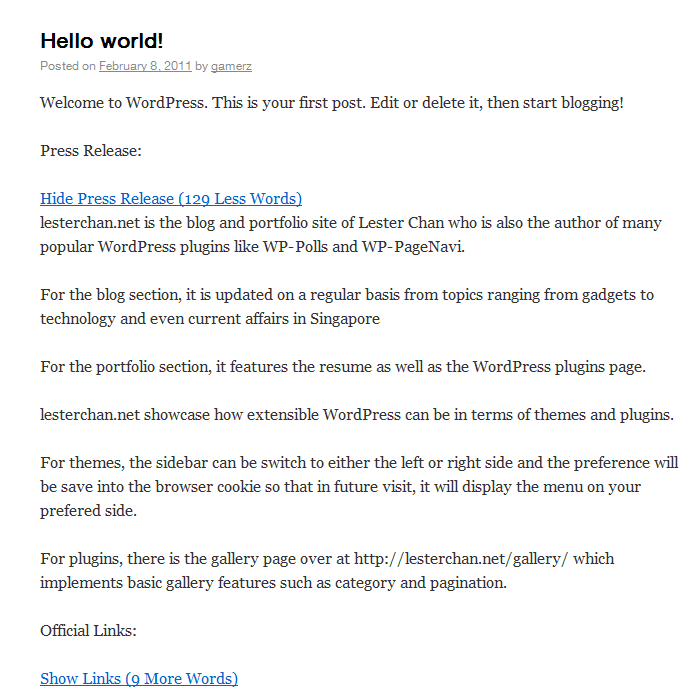 Hello world!
Posted on February 8, 2011 by gamerz
Welcome to WordPress. This is your first post. Edit or delete it, then start blogging!
Press Release:
Hide Press Release (129 Less Words)
lesterchan.net is the blog and portfolio site of Lester Chan who is also the author of many
popular WordPress plugins like WP-Polls and WP-PageNavi.
For the blog section, it is updated on a regular basis from topics ranging from gadgets to
technology and even current affairs in Singapore
For the portfolio section, it features the resume as well as the WordPress plugins page.
lesterchan.net showcase how extensible WordPress can be in terms of themes and plugins.
For themes, the sidebar can be switch to either the left or right side and the preference will
be save into the browser cookie so that in future visit, it will display the menu on your
prefered side.
For plugins, there is the gallery page over at http://lesterchan.net/gallery/ which
implements basic gallery features such as category and pagination.
Official Links:
Show Links (9 More Words)